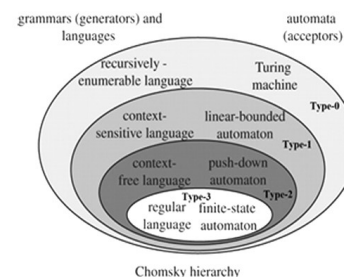 grammars (generators) and
languages
automata
(acceptors)
recursively -
enumerable language
Turing
machine
Type-0
context-
sensitive language
linear-bounded
automaton
Type-1
context-
free language
push-down
automaton
Type-2
Type-3
regular
language
finite-state
automaton
Chomsky hierarchy